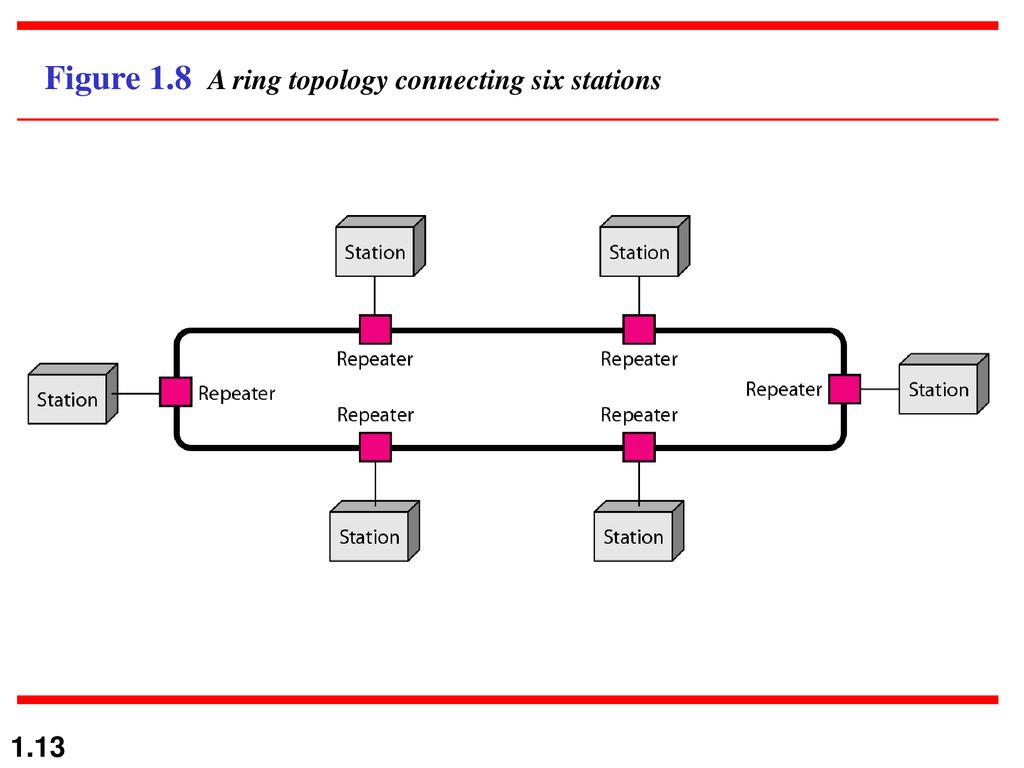 Figure 1.8 A ring topology connecting six stations
Station Station
Repeater Repeater
Station Repeater Repeater Station
Repeater Repeater
Station Station
1.13